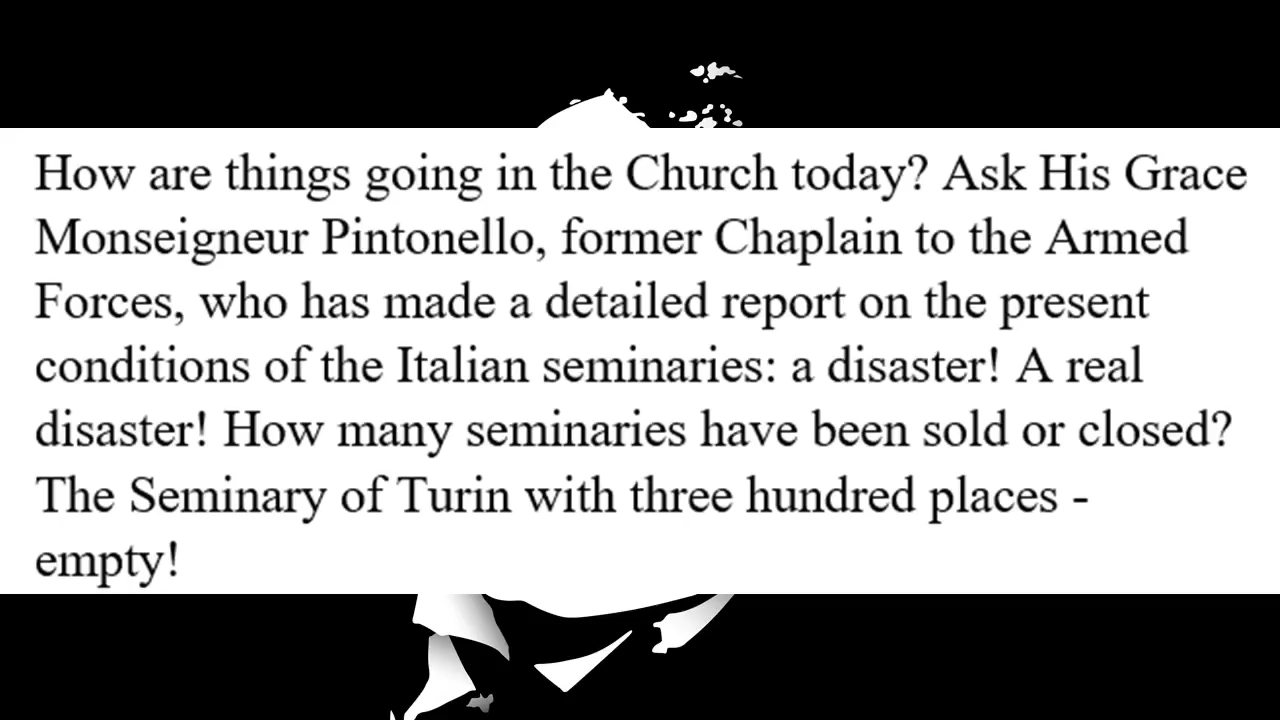 How are things going in the Church today? Ask His Grace
Monseigneur Pintonello, former Chaplain to the Armed
Forces, who has made a detailed report on the present
conditions of the Italian seminaries: a disaster! A real
disaster! How many seminaries have been sold or closed?
The Seminary of Turin with three hundred places -
empty!